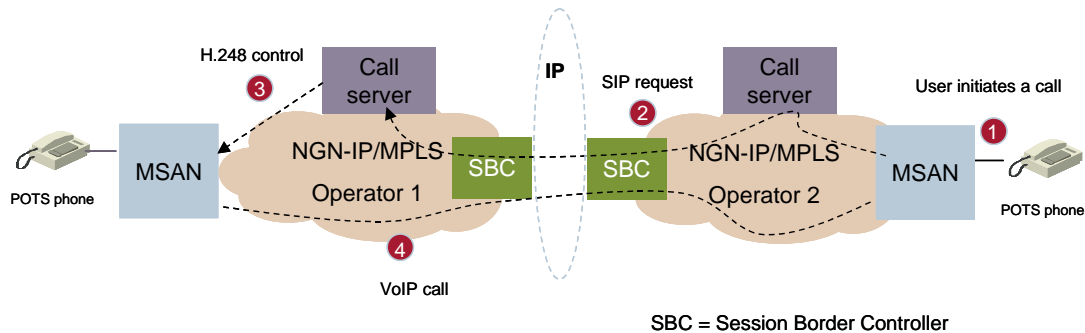 H.248 control
3
Call
server
IP
SIP request
2
Call
server
User initiates a call
1
POTS phone
MSAN
NGN-IP/MPLS
Operator 1
SBC
SBC
NGN-IP/MPLS
Operator 2
MSAN
POTS phone
4
VoIP call
SBC = Session Border Controller